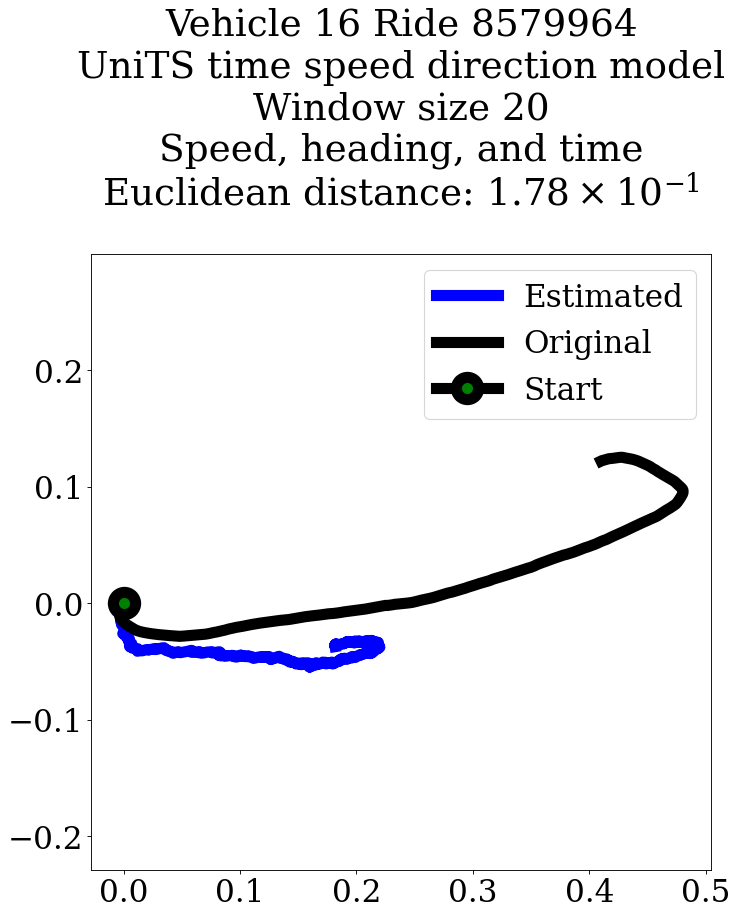 Vehicle 16 Ride 8579964
UniTS time speed direction model
Window size 20
Speed, heading, and time
Euclidean distance: 1.78 × 10⁻¹
Estimated
Original
Start
0.2
0.1
0.0
−0.1
−0.2
0.0 0.1 0.2 0.3 0.4 0.5